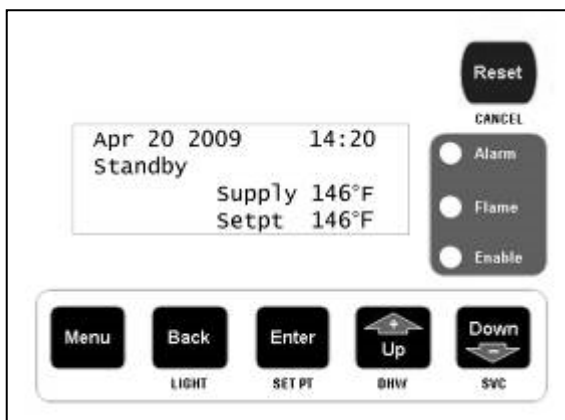 Reset
CANCEL
Apr 20 2009 14:20
Standby
Supply 146°F
Setpt 146°F
Alarm
Flame
Enable
Menu
Back
Enter
+
Up
Down
−
LIGHT
SET PT
DHW
SVC